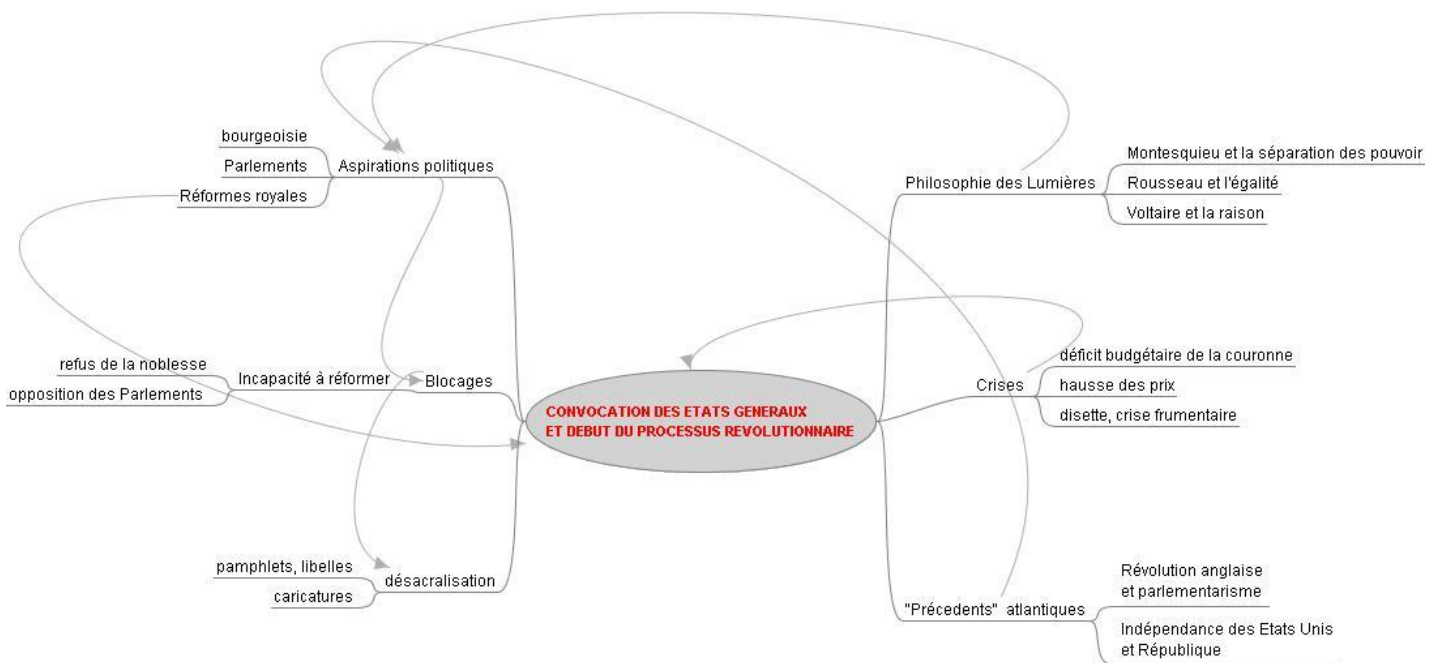 bourgeoisie
Parlements
Réformes royales
Aspirations politiques
refus de la noblesse
opposition des Parlements
Incapacité à réformer
Blocages
pamphlets, libelles
caricatures
désacralisation
CONVOCATION DES ETATS GENERAUX
ET DEBUT DU PROCESSUS REVOLUTIONNAIRE
Philosophie des Lumières
Montesquieu et la séparation des pouvoir
Rousseau et l'égalité
Voltaire et la raison
Crises
déficit budgétaire de la couronne
hausse des prix
disette, crise frumentaire
"Précedents" atlantiques
Révolution anglaise
et parlementarisme
Indépendance des Etats Unis
et République